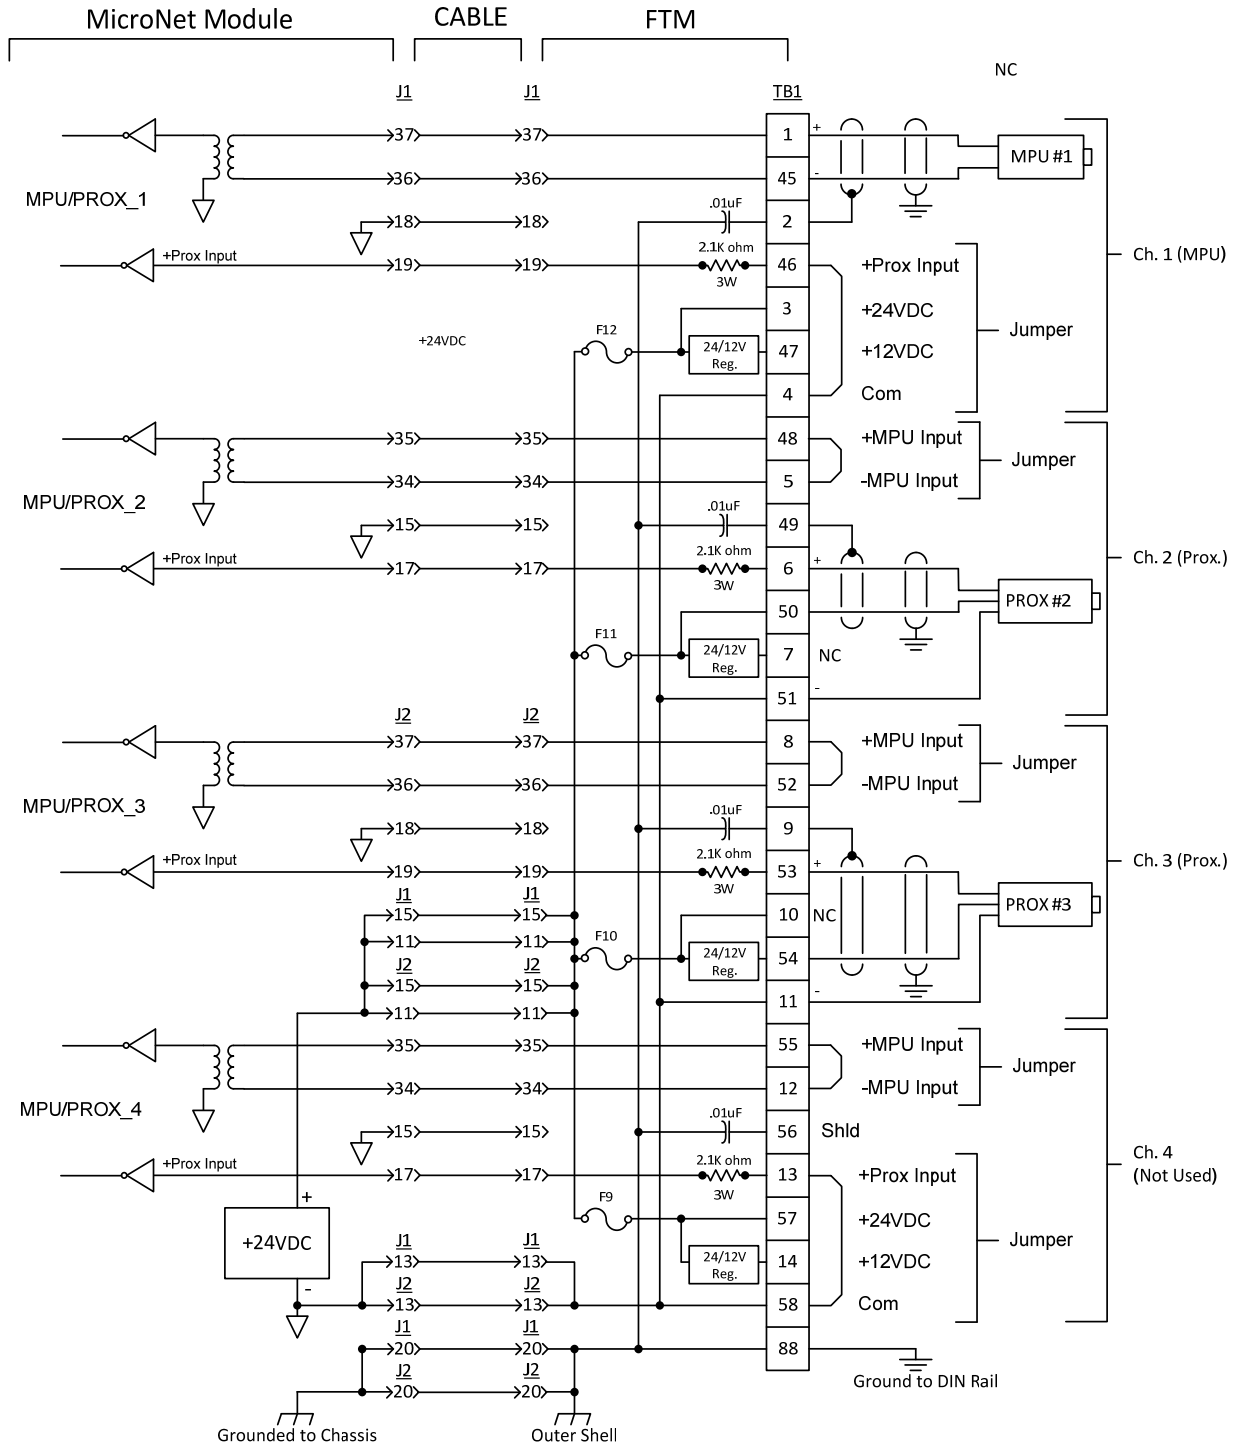 MicroNet Module CABLE FTM
NC
J1 J1 TB1
37 37 1 + MPU #1
36 36 45 -
MPU/PROX_1
.01uF
18 18 2
2.1K ohm
+Prox Input 19 19 46 +Prox Input Ch. 1 (MPU)
3W
3 +24VDC
F12 Jumper
+24VDC
24/12V Reg. 47 +12VDC
4 Com
35 35 48 +MPU Input
Jumper
34 34 5 -MPU Input
MPU/PROX_2
.01uF
15 15 49
2.1K ohm
+Prox Input 17 17 6 + Ch. 2 (Prox.)
3W
PROX #2
50
F11
24/12V Reg. 7 NC
51 -
J2 J2
37 37 8 +MPU Input
Jumper
36 36 52 -MPU Input
MPU/PROX_3
.01uF
18 18 9
2.1K ohm
+Prox Input 19 19 53 + Ch. 3 (Prox.)
3W
J1 J1
PROX #3
15 15 10 NC
11 11 F10
24/12V Reg. 54
J2 J2
15 15
11 11 11 -
35 35 55 +MPU Input
Jumper
34 34 12 -MPU Input
MPU/PROX_4
.01uF
15 15 56 Shld
Ch. 4
(Not Used)
2.1K ohm
+Prox Input 17 17 13 +Prox Input
3W
+
F9 57 +24VDC
+24VDC
J1 J1
Jumper
13 13 24/12V Reg. 14 +12VDC
-
J2 J2
13 13 58 Com
J1 J1
20 20 88
J2 J2
Ground to DIN Rail
20 20
Grounded to Chassis Outer Shell